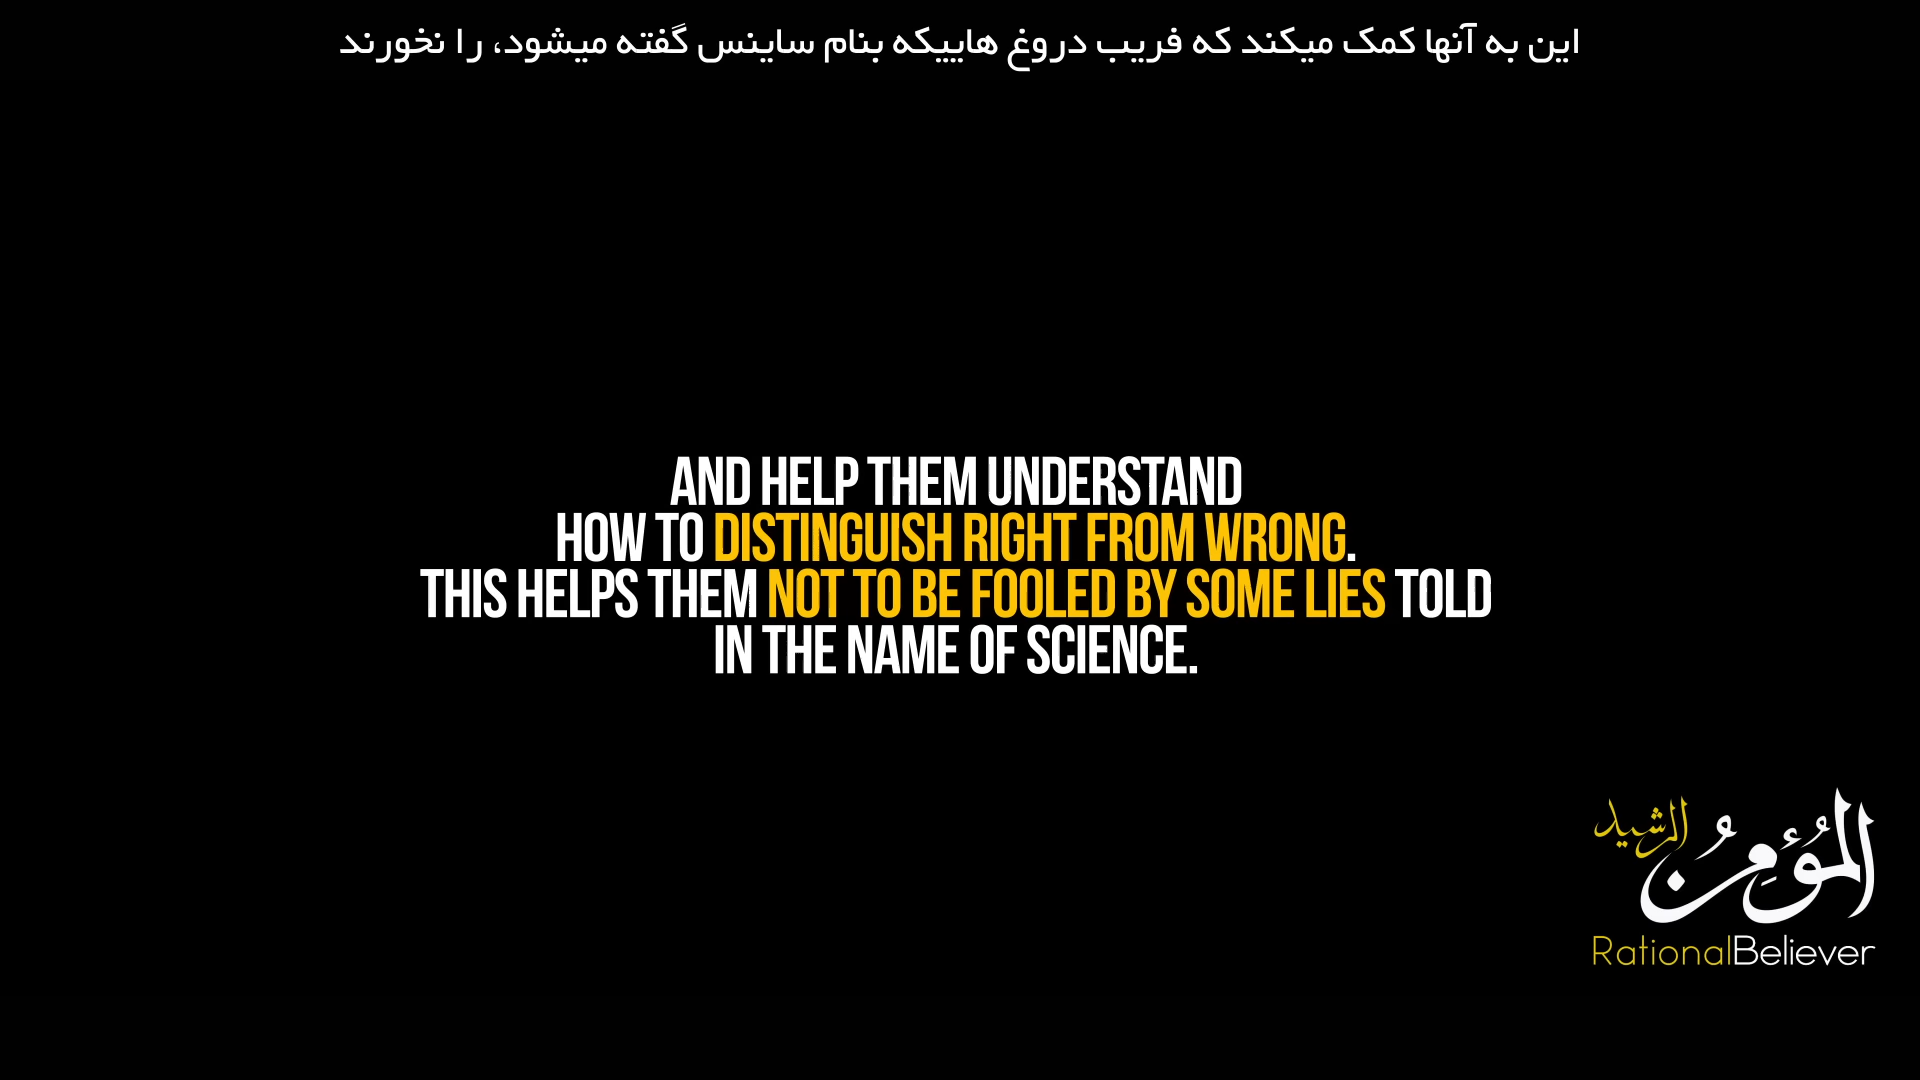 این به آنها کمک میکند که فریب دروغ هاییکه بنام ساینس گفته میشود، را نخورند
AND HELP THEM UNDERSTAND
HOW TO DISTINGUISH RIGHT FROM WRONG.
THIS HELPS THEM NOT TO BE FOOLED BY SOME LIES TOLD
IN THE NAME OF SCIENCE.
المُؤمِنُ الرشيد
RationalBeliever